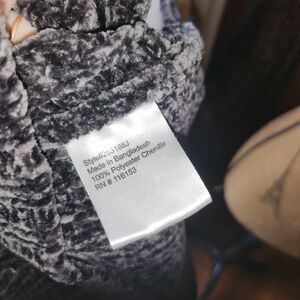 Made in Bangladesh
100% Polyester Chenille
RN # 116153